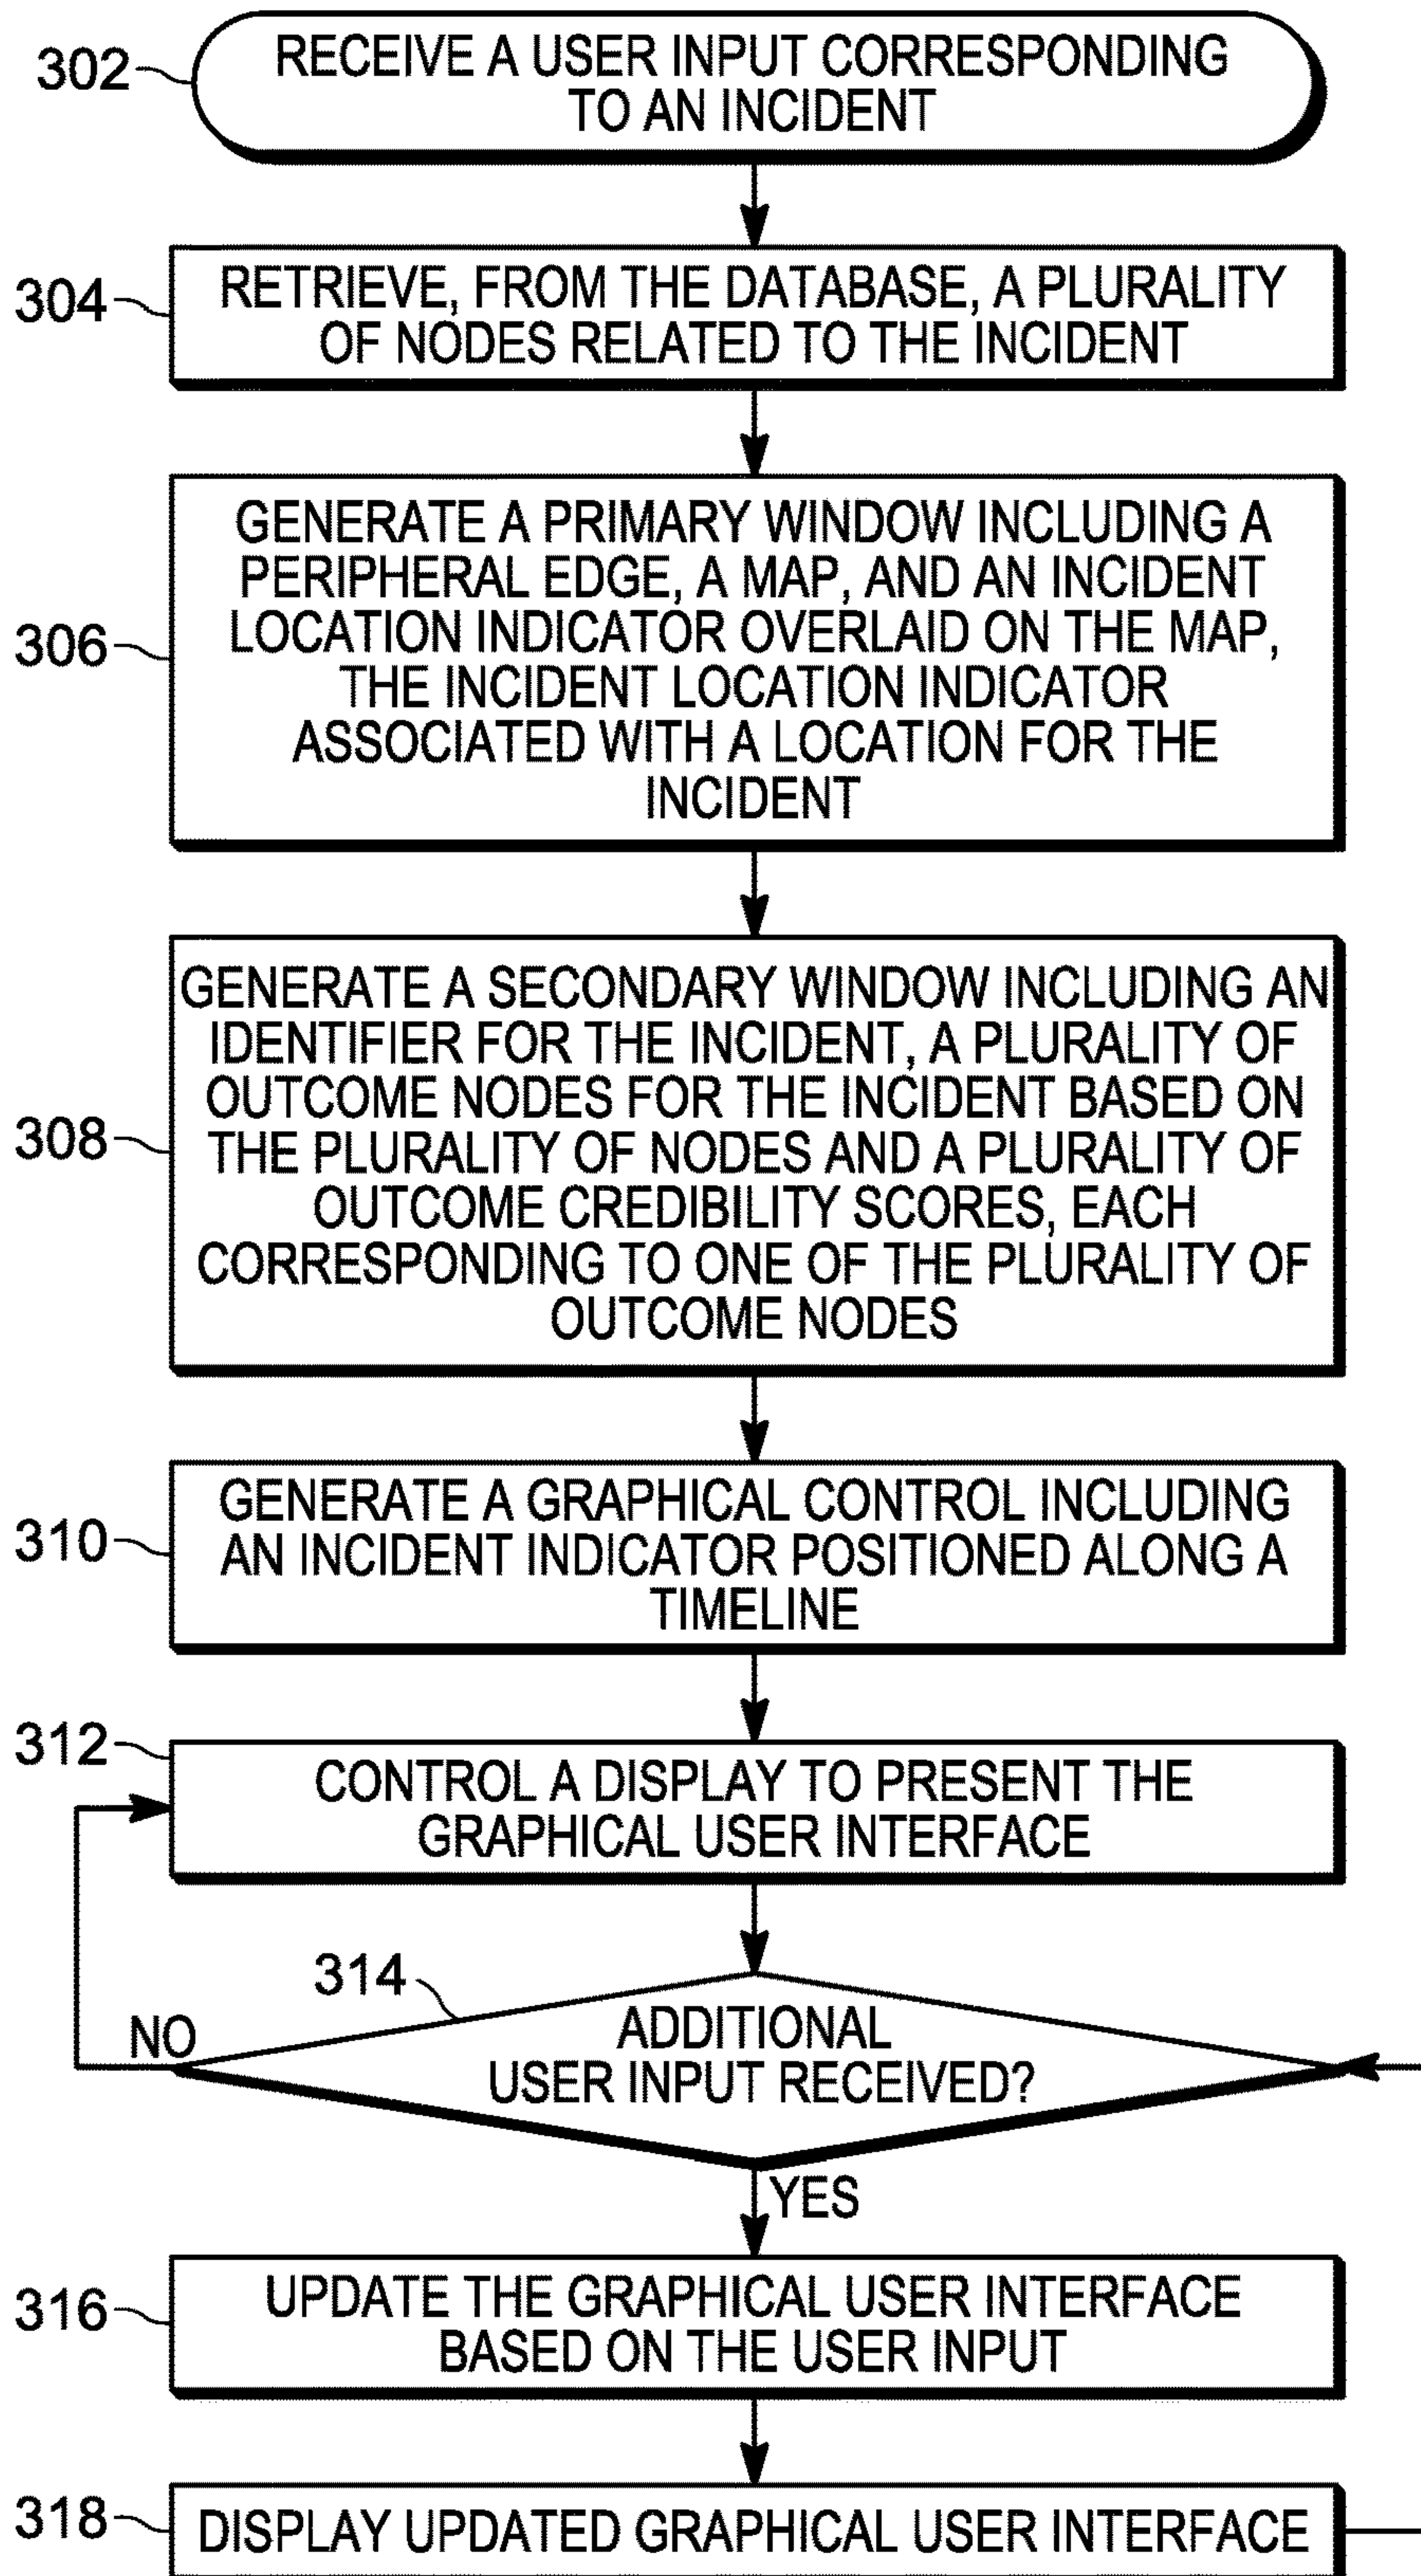 302
RECEIVE A USER INPUT CORRESPONDING
TO AN INCIDENT
304
RETRIEVE, FROM THE DATABASE, A PLURALITY
OF NODES RELATED TO THE INCIDENT
306
GENERATE A PRIMARY WINDOW INCLUDING A
PERIPHERAL EDGE, A MAP, AND AN INCIDENT
LOCATION INDICATOR OVERLAID ON THE MAP,
THE INCIDENT LOCATION INDICATOR
ASSOCIATED WITH A LOCATION FOR THE
INCIDENT
308
GENERATE A SECONDARY WINDOW INCLUDING AN
IDENTIFIER FOR THE INCIDENT, A PLURALITY OF
OUTCOME NODES FOR THE INCIDENT BASED ON
THE PLURALITY OF NODES AND A PLURALITY OF
OUTCOME CREDIBILITY SCORES, EACH
CORRESPONDING TO ONE OF THE PLURALITY OF
OUTCOME NODES
310
GENERATE A GRAPHICAL CONTROL INCLUDING
AN INCIDENT INDICATOR POSITIONED ALONG A
TIMELINE
312
CONTROL A DISPLAY TO PRESENT THE
GRAPHICAL USER INTERFACE
314
ADDITIONAL
USER INPUT RECEIVED?
NO
YES
316
UPDATE THE GRAPHICAL USER INTERFACE
BASED ON THE USER INPUT
318
DISPLAY UPDATED GRAPHICAL USER INTERFACE